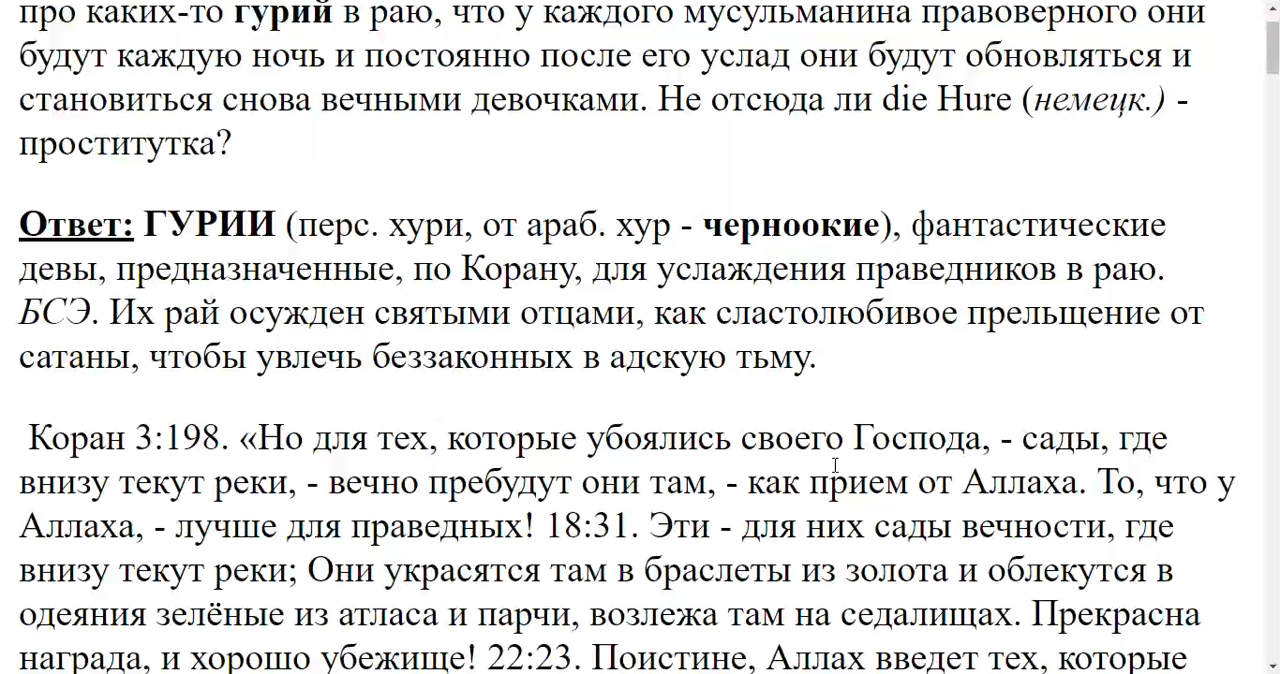 про каких-то гурий в раю, что у каждого мусульманина правоверного они
будут каждую ночь и постоянно после его услад они будут обновляться и
становиться снова вечными девочками. Не отсюда ли die Hure (немецк.) -
проститутка?
Ответ: ГУРИИ (перс. хури, от араб. хур - черноокие), фантастические
девы, предназначенные, по Корану, для услаждения праведников в раю.
БСЭ. Их рай осужден святыми отцами, как сластолюбивое прельщение от
сатаны, чтобы увлечь беззаконных в адскую тьму.
Коран 3:198. «Но для тех, которые убоялись своего Господа, - сады, где
внизу текут реки, - вечно пребудут они там, - как прием от Аллаха. То, что у
Аллаха, - лучше для праведных! 18:31. Эти - для них сады вечности, где
внизу текут реки; Они украсятся там в браслеты из золота и облекутся в
одеяния зелёные из атласа и парчи, возлежа там на седалищах. Прекрасна
награда, и хорошо убежище! 22:23. Поистине, Аллах введет тех, которые